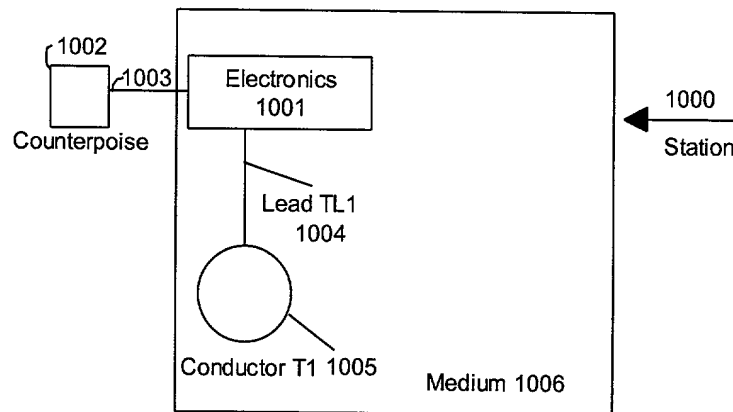 1002
1003
Counterpoise
Electronics
1001
1000
Station
Lead TL1
1004
Conductor T1 1005
Medium 1006